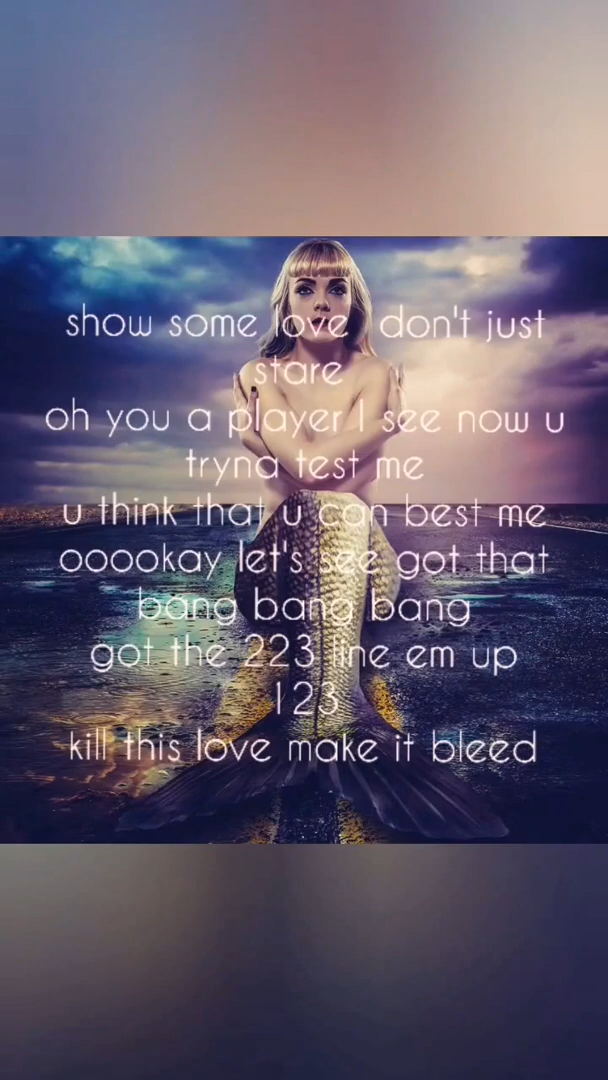 show some love don't just
stare
oh you a player I see now u
tryna test me
u think that u can best me
ooookay let's see got that
bang bang bang
got the 223 line em up
123
kill this love make it bleed